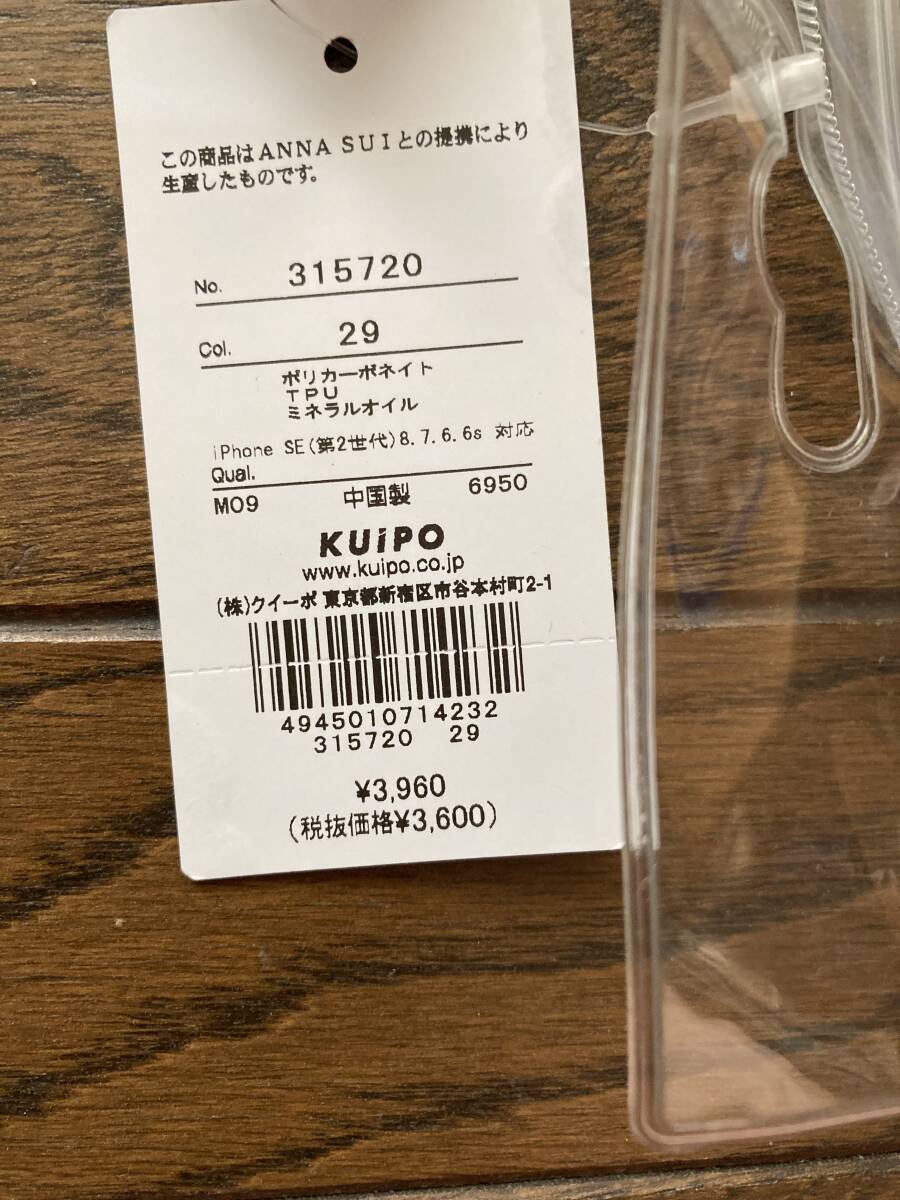 この商品はANNA SUIとの提携により
生産したものです。
No. 315720
Col. 29
ポリカーボネイト
TPU
ミネラルオイル
iPhone SE(第2世代)8.7.6.6s 対応
Qual.
M09 中国製 6950
KUiPO
www.kuipo.co.jp
(株)クイーポ 東京都新宿区市谷本村町2-1
4945010714232
315720 29
¥3,960
(税抜価格¥3,600)